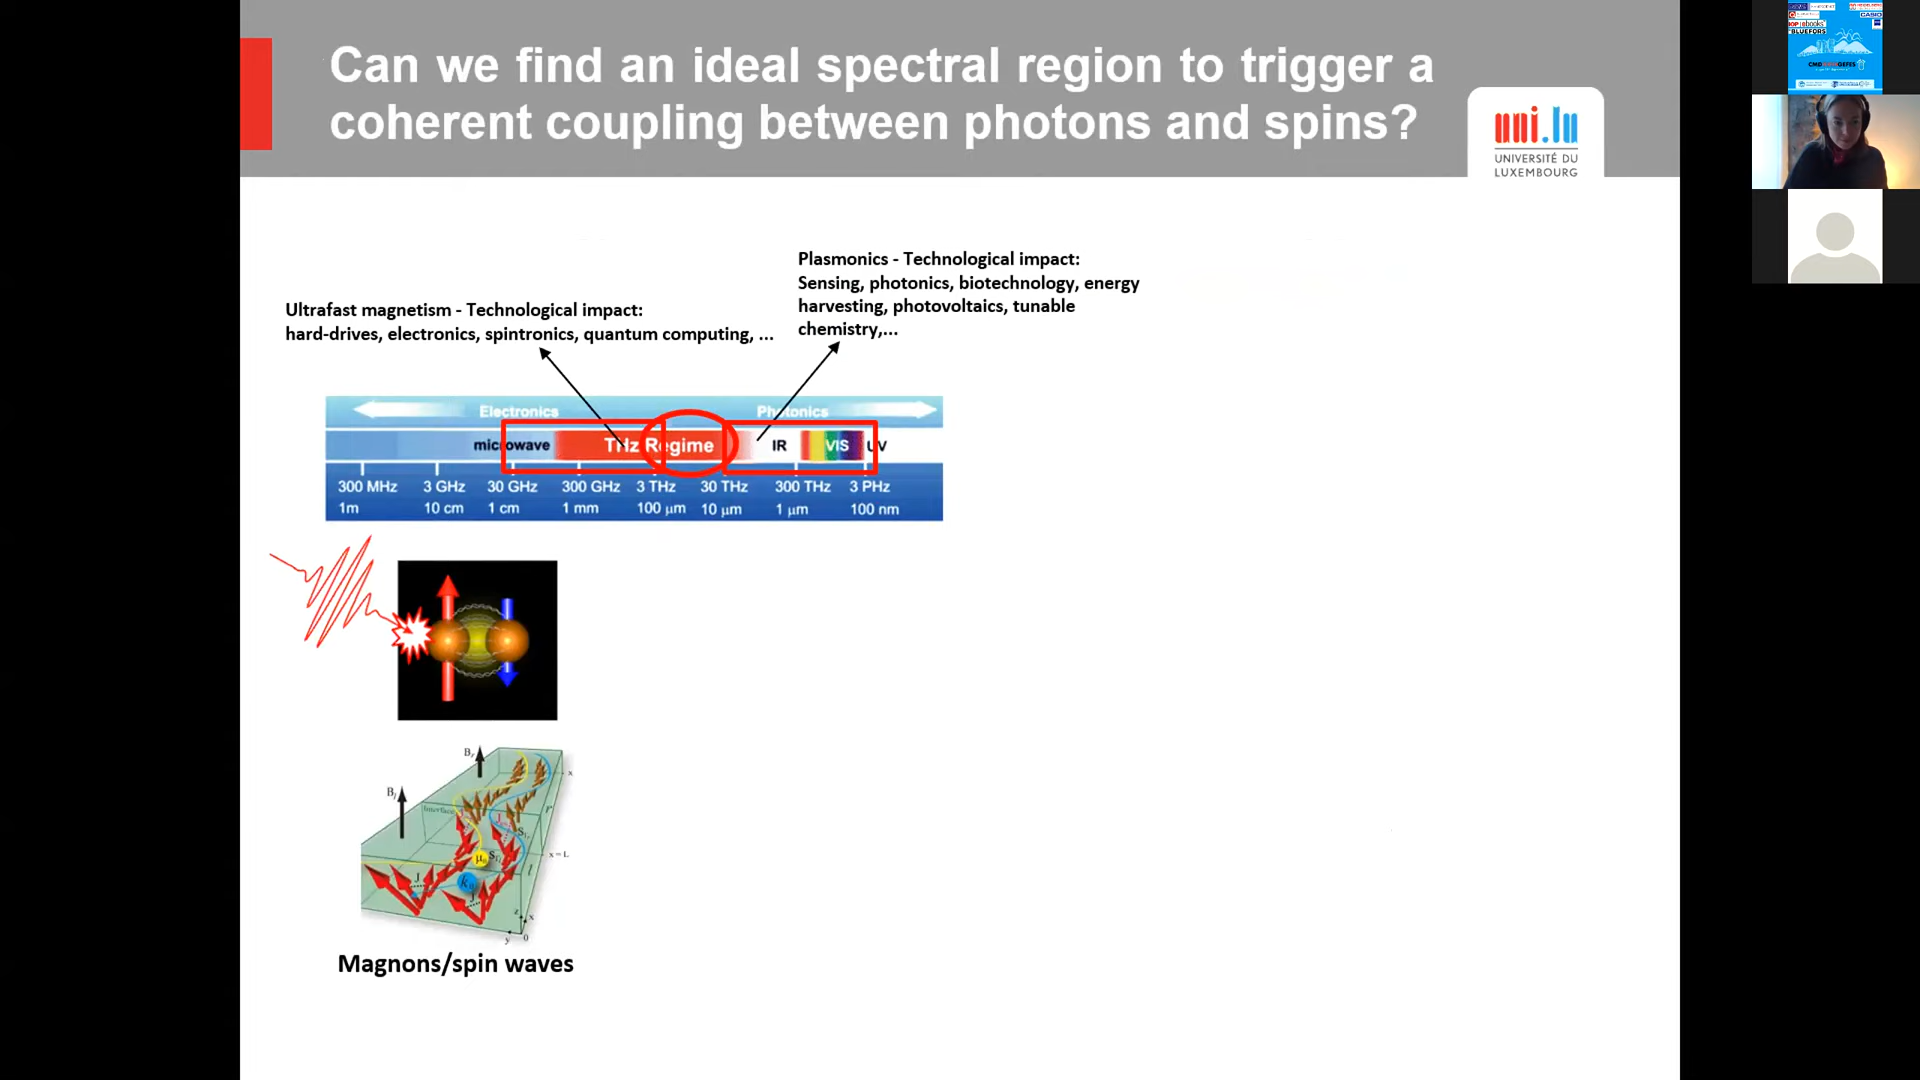 Can we find an ideal spectral region to trigger a
coherent coupling between photons and spins?
uni.lu
UNIVERSITÉ DU
LUXEMBOURG
Plasmonics - Technological impact:
Sensing, photonics, biotechnology, energy
harvesting, photovoltaics, tunable
chemistry,...
Ultrafast magnetism - Technological impact:
hard-drives, electronics, spintronics, quantum computing, ...
Electronics Photonics
microwave THz Regime IR VIS UV
300 MHz 3 GHz 30 GHz 300 GHz 3 THz 30 THz 300 THz 3 PHz
1m 10 cm 1 cm 1 mm 100 µm 10 µm 1 µm 100 nm
Interface
x = L
Magnons/spin waves
CASIO
BLUEFORS